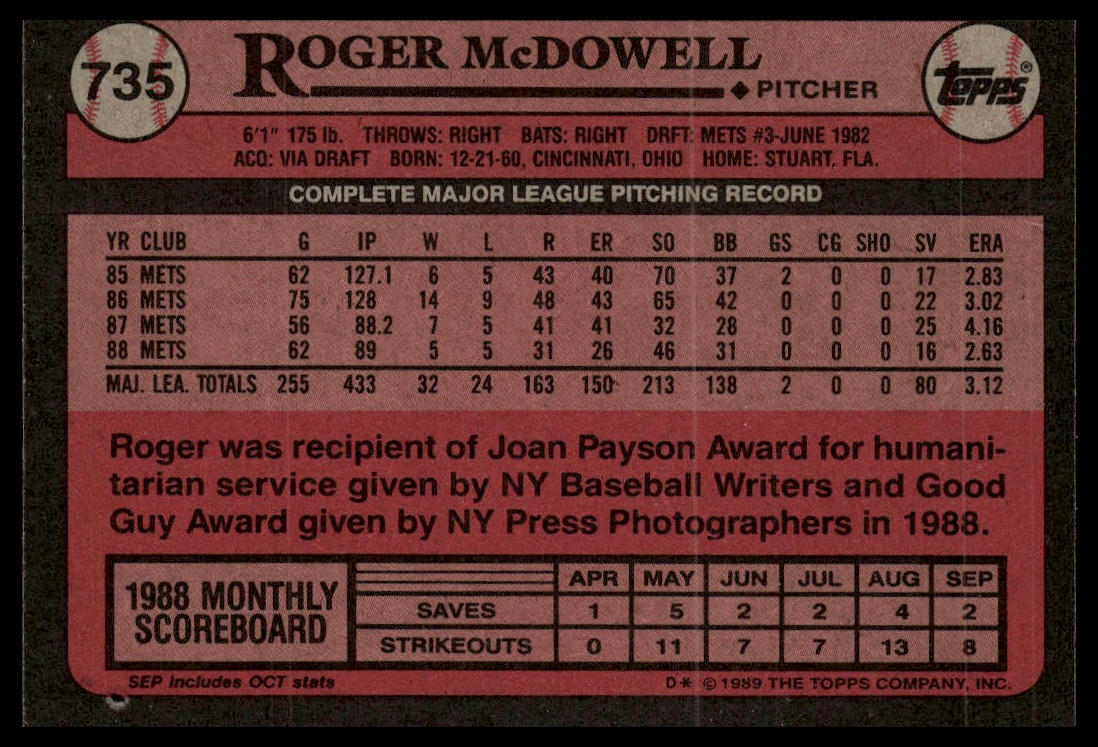 735
ROGER McDOWELL
PITCHER
TOPPS®
6'1" 175 lb. THROWS: RIGHT BATS: RIGHT DRFT: METS #3-JUNE 1982
ACQ: VIA DRAFT BORN: 12-21-60, CINCINNATI, OHIO HOME: STUART, FLA.
COMPLETE MAJOR LEAGUE PITCHING RECORD
YR CLUB G IP W L R ER SO BB GS CG SHO SV ERA
85 METS 62 127.1 6 5 43 40 70 37 2 0 0 17 2.83
86 METS 75 128 14 9 48 43 65 42 0 0 0 22 3.02
87 METS 56 88.2 7 5 41 41 32 28 0 0 0 25 4.16
88 METS 62 89 5 5 31 26 46 31 0 0 0 16 2.63
MAJ. LEA. TOTALS 255 433 32 24 163 150 213 138 2 0 0 80 3.12
Roger was recipient of Joan Payson Award for humani-
tarian service given by NY Baseball Writers and Good
Guy Award given by NY Press Photographers in 1988.
1988 MONTHLY
SCOREBOARD
APR MAY JUN JUL AUG SEP
SAVES 1 5 2 2 4 2
STRIKEOUTS 0 11 7 7 13 8
SEP includes OCT stats
D* © 1989 THE TOPPS COMPANY, INC.